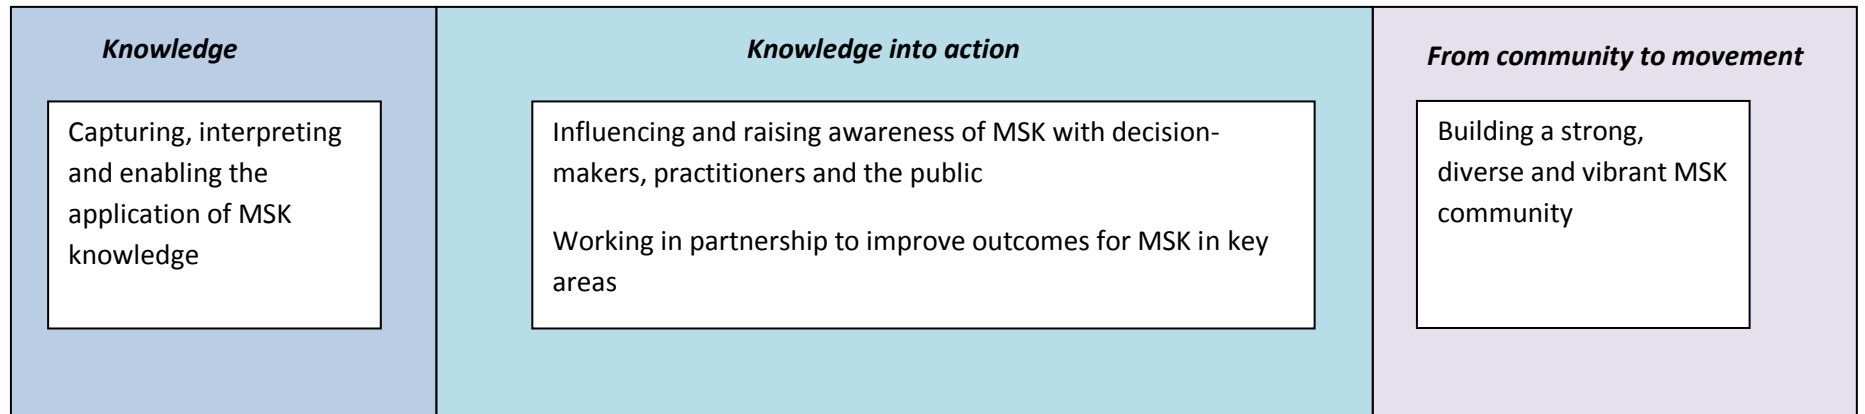 Knowledge
Capturing, interpreting
and enabling the
application of MSK
knowledge
Knowledge into action
Influencing and raising awareness of MSK with decision-
makers, practitioners and the public
Working in partnership to improve outcomes for MSK in key
areas
From community to movement
Building a strong,
diverse and vibrant MSK
community